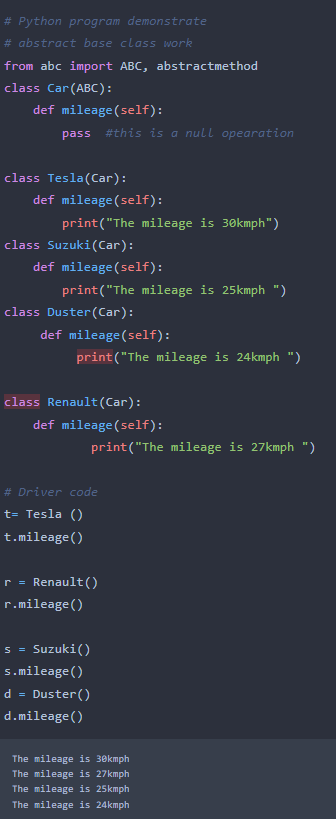 # Python program demonstrate
# abstract base class work
from abc import ABC, abstractmethod
class Car(ABC):
    def mileage(self):
        pass  #this is a null opearation

class Tesla(Car):
    def mileage(self):
        print("The mileage is 30kmph")
class Suzuki(Car):
    def mileage(self):
        print("The mileage is 25kmph ")
class Duster(Car):
     def mileage(self):
          print("The mileage is 24kmph ")

class Renault(Car):
    def mileage(self):
            print("The mileage is 27kmph ")

# Driver code
t= Tesla ()
t.mileage()

r = Renault()
r.mileage()

s = Suzuki()
s.mileage()
d = Duster()
d.mileage()

The mileage is 30kmph
The mileage is 27kmph
The mileage is 25kmph
The mileage is 24kmph